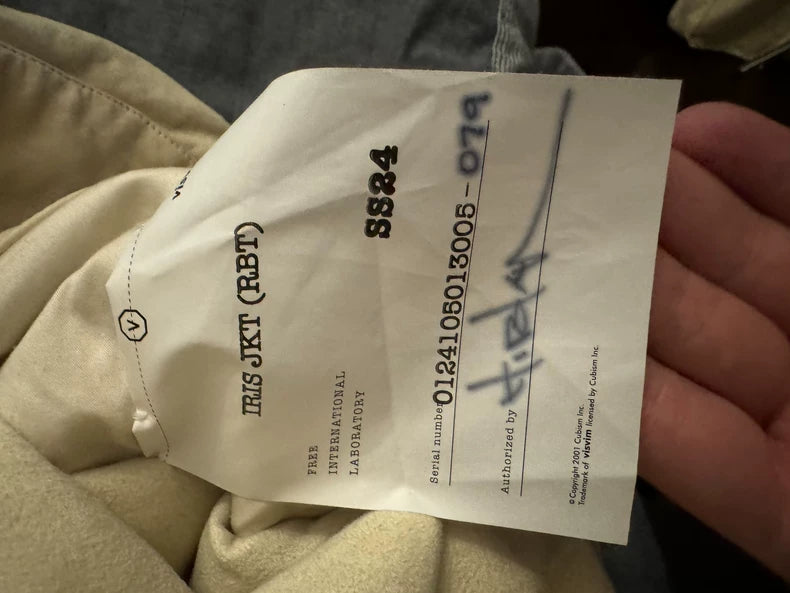 V
IRIS JKT (RBT)
FREE
INTERNATIONAL
LABORATORY
SS24
Serial number 0124105013005-079
Authorized by
© Copyright 2001 Cubism Inc.
Trademark of visvim licensed by Cubism Inc.